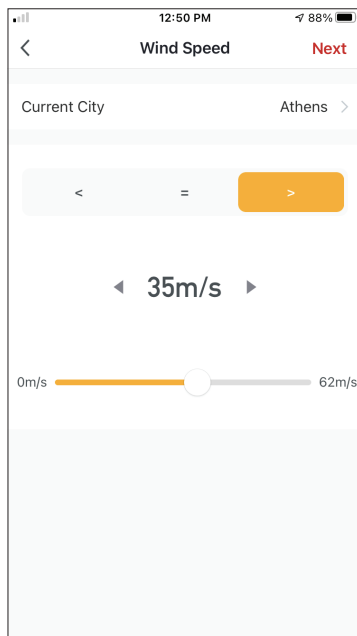 12:50 PM 88%
Wind Speed Next
Current City Athens
< = >
35m/s
0m/s 62m/s